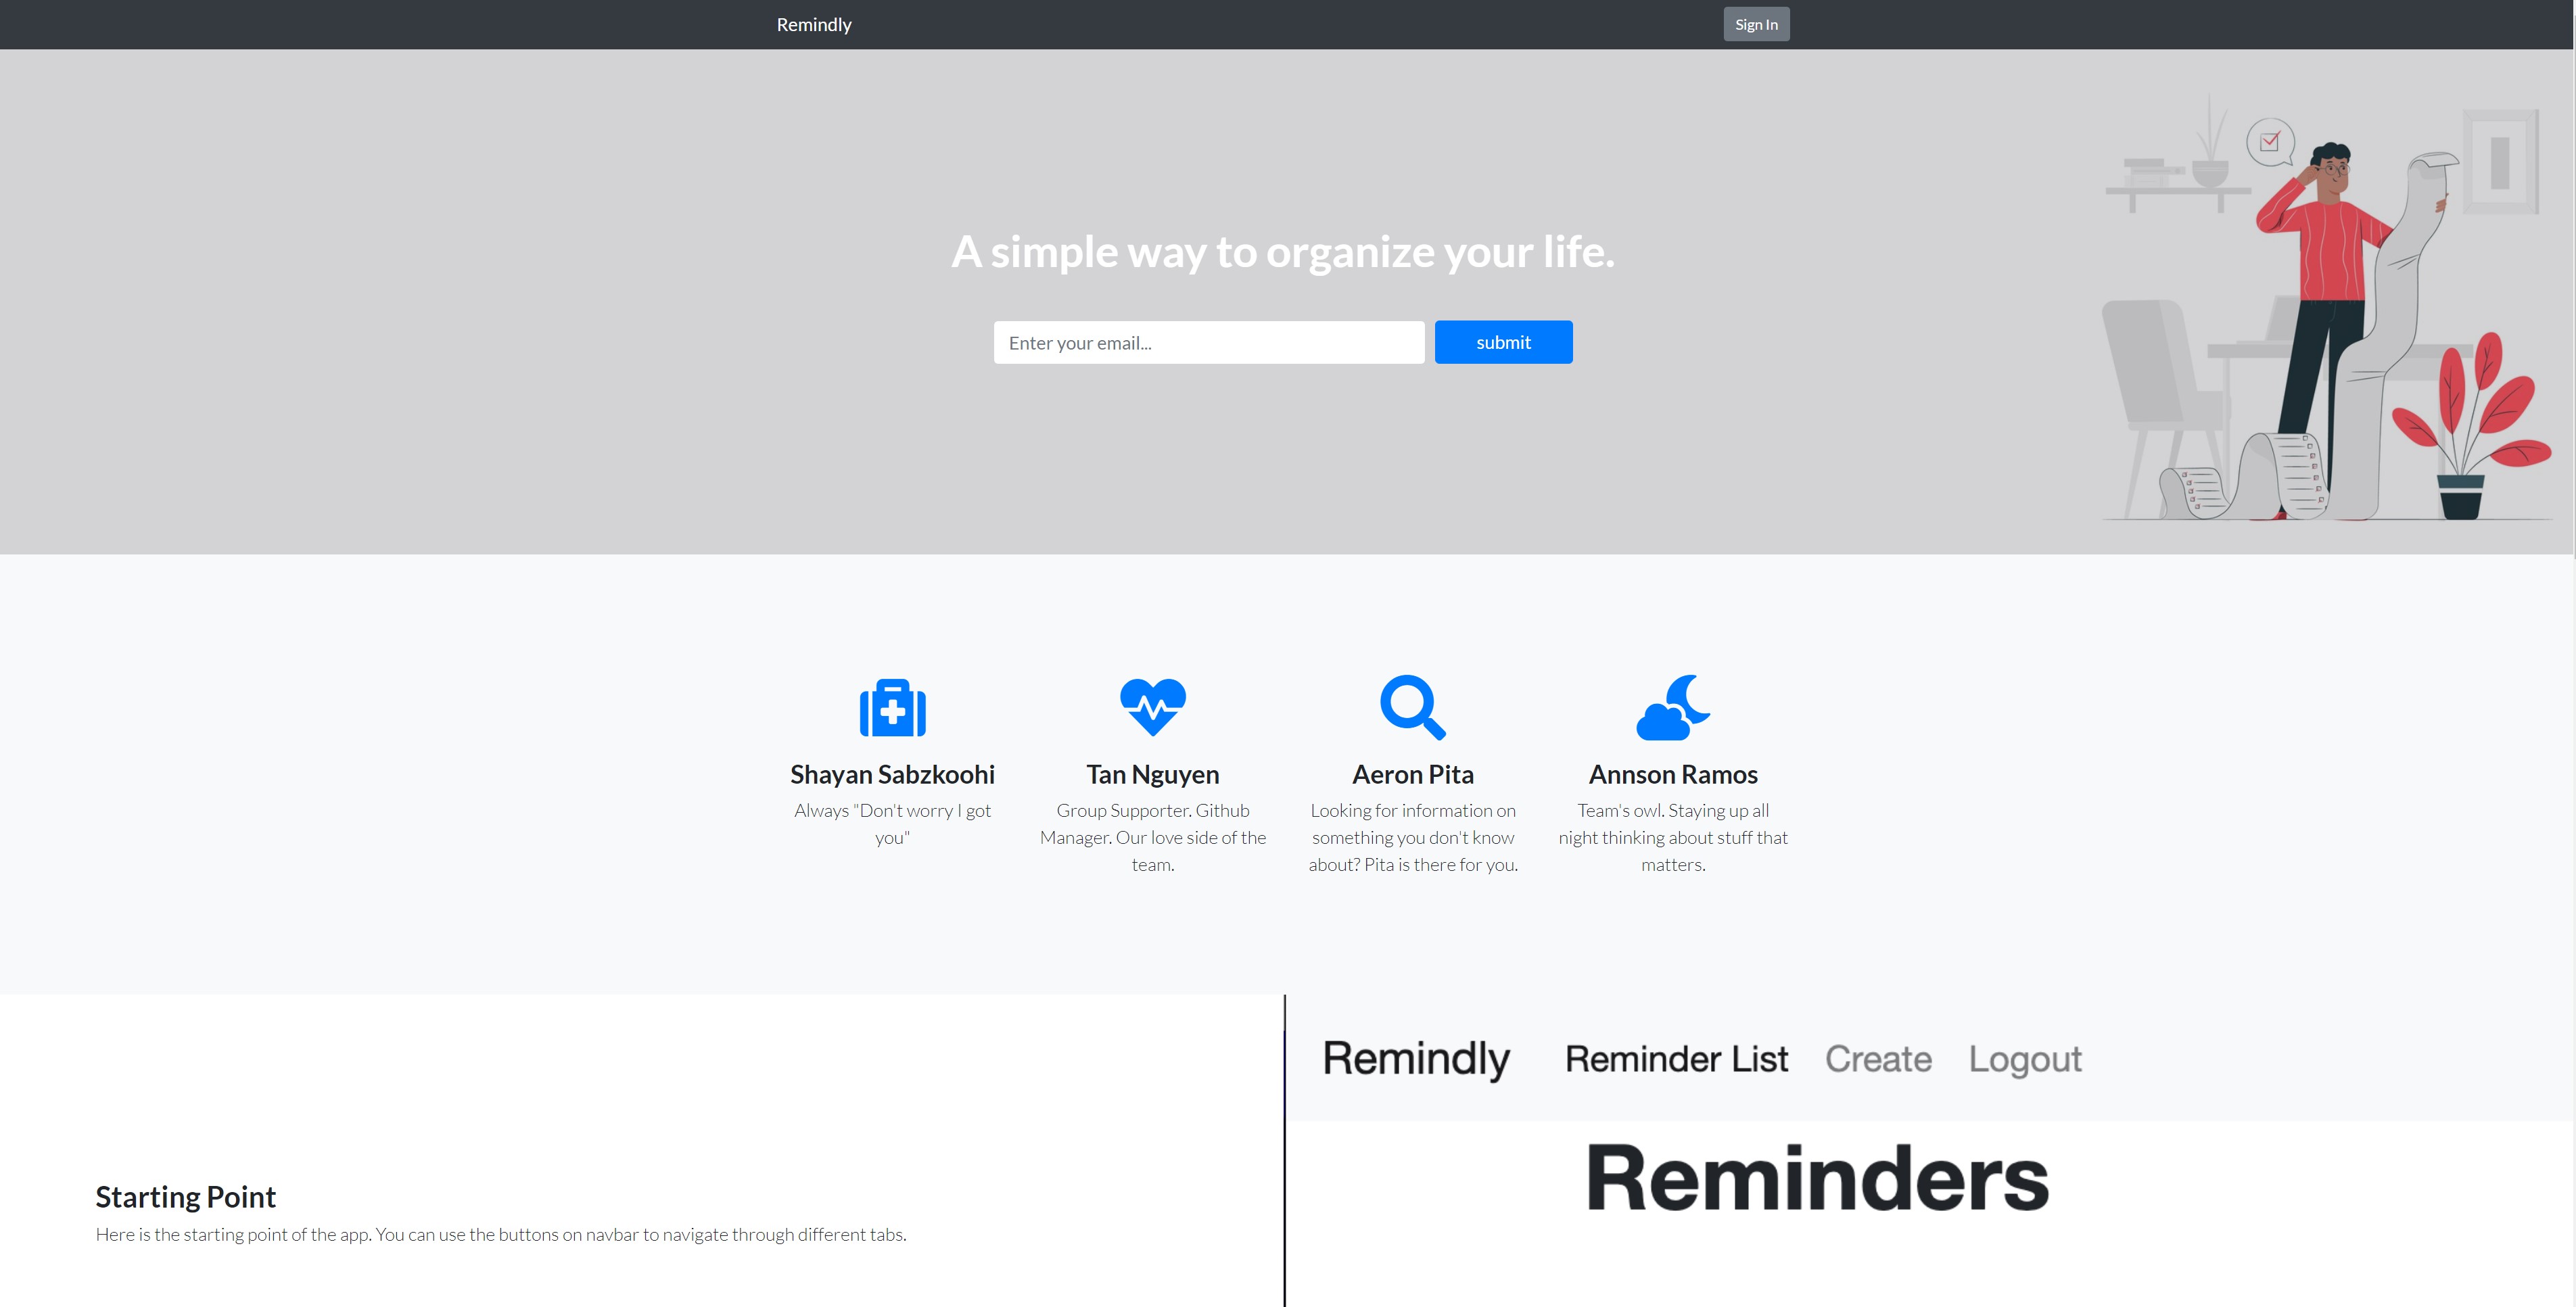 Remindly
Sign In
A simple way to organize your life.
Enter your email...
submit
Shayan Sabzkoohi
Always "Don't worry I got
you"
Tan Nguyen
Group Supporter. Github
Manager. Our love side of the
team.
Aeron Pita
Looking for information on
something you don't know
about? Pita is there for you.
Annson Ramos
Team's owl. Staying up all
night thinking about stuff that
matters.
Starting Point
Here is the starting point of the app. You can use the buttons on navbar to navigate through different tabs.
Remindly
Reminder List
Create
Logout
Reminders